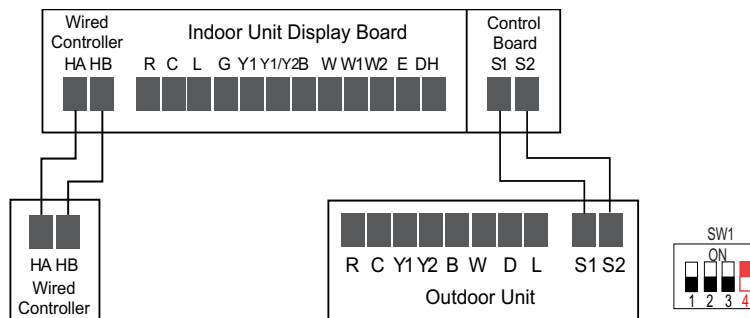 Wired
Controller
HA HB
Indoor Unit Display Board
R C L G Y1 Y1/Y2 B W W1 W2 E DH
Control
Board
S1 S2
HA HB
Wired
Controller
R C Y1 Y2 B W D L S1 S2
Outdoor Unit
SW1
ON
1 2 3 4